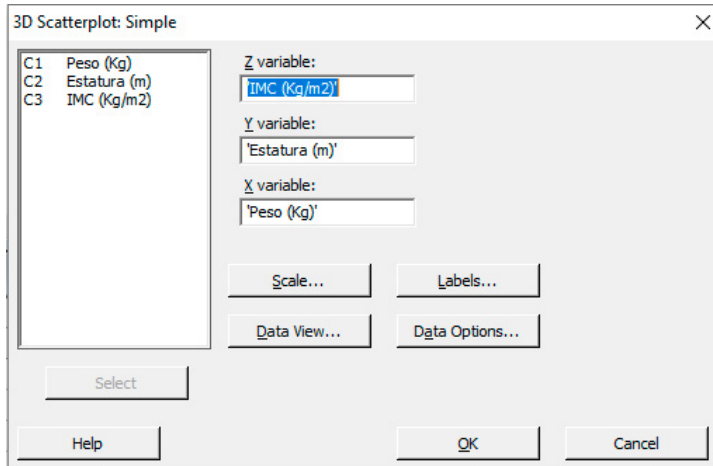 3D Scatterplot: Simple
C1 Peso (Kg)
C2 Estatura (m)
C3 IMC (Kg/m2)
Z variable:
'IMC (Kg/m2)'
Y variable:
'Estatura (m)'
X variable:
'Peso (Kg)'
Scale... Labels...
Data View... Data Options...
Select
Help OK Cancel